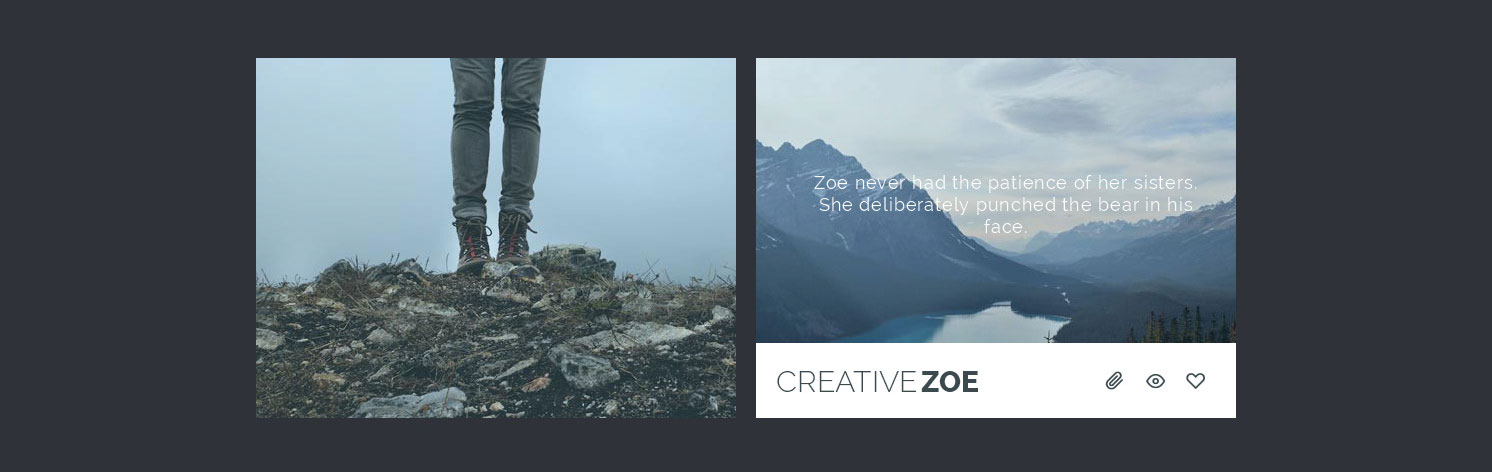 Zoe never had the patience of her sisters.
She deliberately punched the bear in his
face.
CREATIVE ZOE